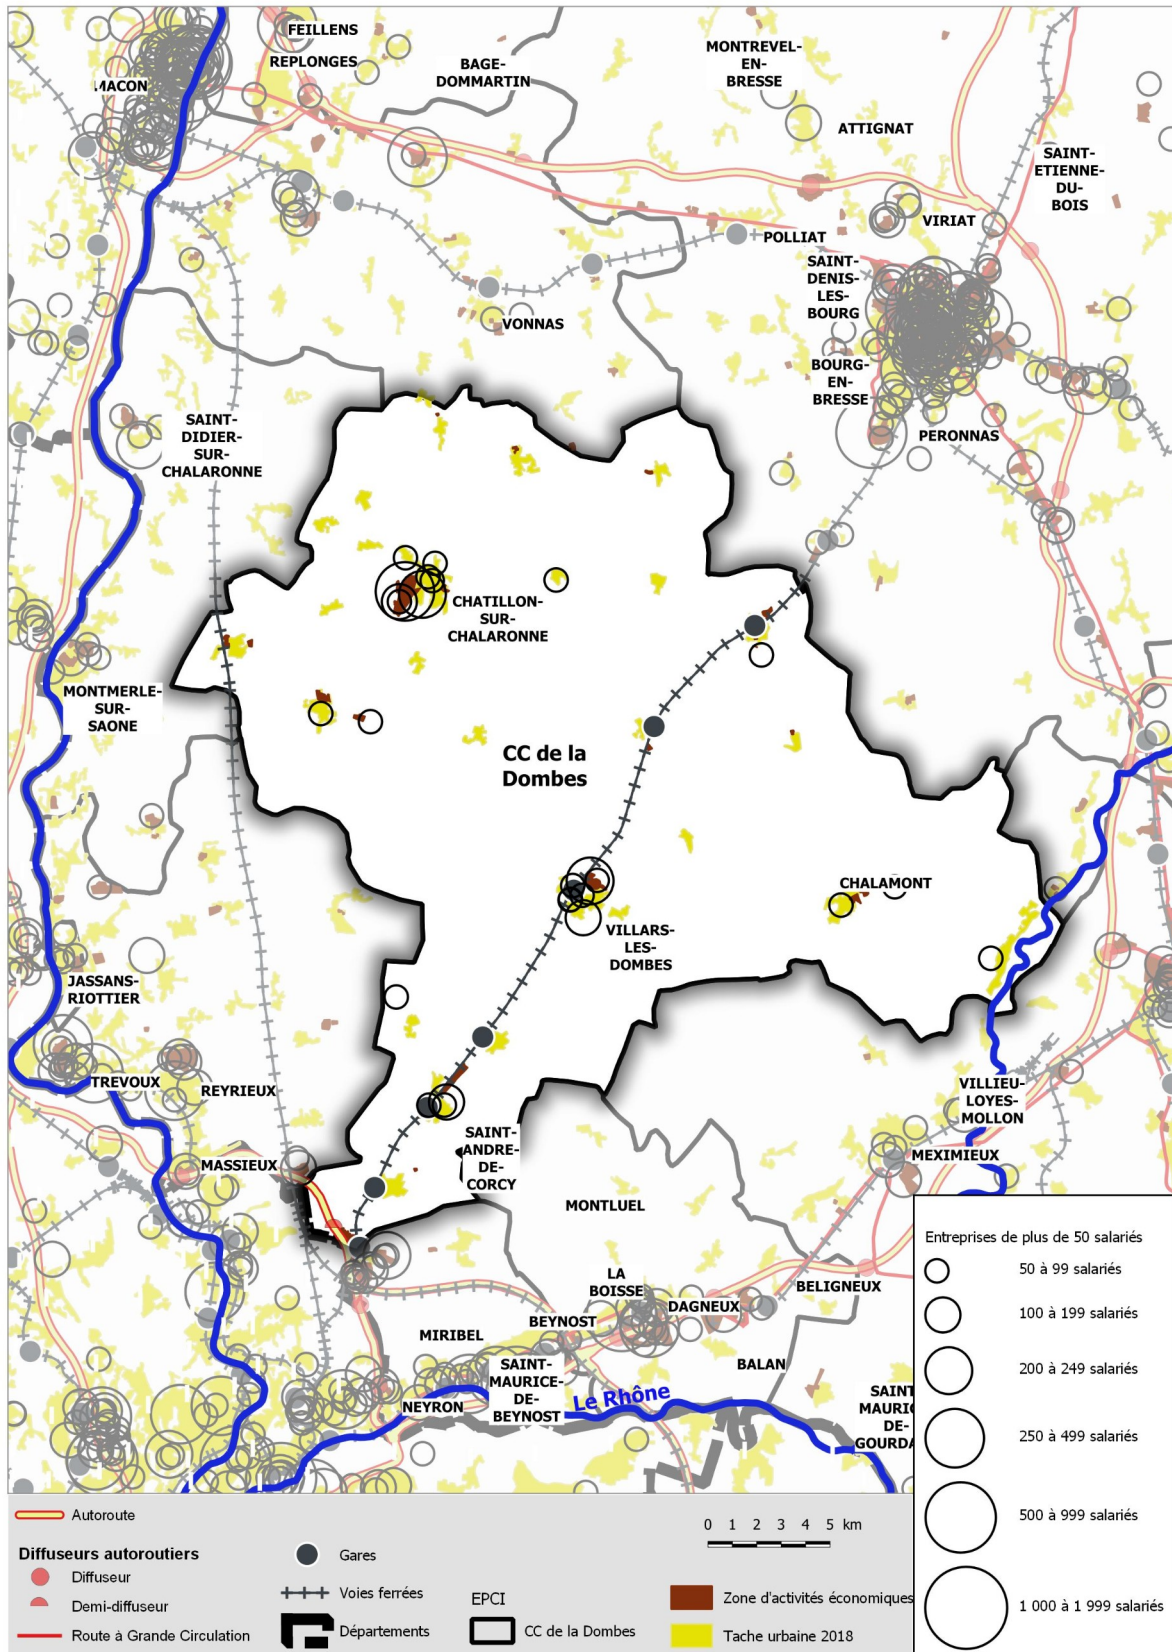 FEILLENS
REPLONGES
BAGE-
DOMMARTIN
MONTREVEL-
EN-
BRESSE
MACON
ATTIGNAT
SAINT-
ETIENNE-
DU-
BOIS
VIRIAT
POLLIAT
SAINT-
DENIS-
LES-
BOURG
VONNAS
BOURG-
EN-
BRESSE
SAINT-
DIDIER-
SUR-
CHALARONNE
PERONNAS
CHATILLON-
SUR-
CHALARONNE
MONTMERLE-
SUR-
SAONE
CC de la
Dombes
CHALAMONT
VILLARS-
LES-
DOMBES
JASSANS-
RIOTTIER
TREVOUX
REYRIEUX
VILLIEU-
LOYES-
MOLLON
SAINT-
ANDRE-
DE-
CORCY
MASSIEUX
MEXIMIEUX
MONTLUEL
LA
BOISSE
DAGNEUX
BELIGNEUX
BEYNOST
MIRIBEL
SAINT-
MAURICE-
DE-
BEYNOST
BALAN
NEYRON
Le Rhône
SAINT
MAURIC
DE-
GOURDA
Entreprises de plus de 50 salariés
50 à 99 salariés
100 à 199 salariés
200 à 249 salariés
250 à 499 salariés
500 à 999 salariés
1 000 à 1 999 salariés
Autoroute
Diffuseurs autoroutiers
Diffuseur
Demi-diffuseur
Route à Grande Circulation
Gares
Voies ferrées
Départements
EPCI
CC de la Dombes
0 1 2 3 4 5 km
Zone d'activités économiques
Tache urbaine 2018